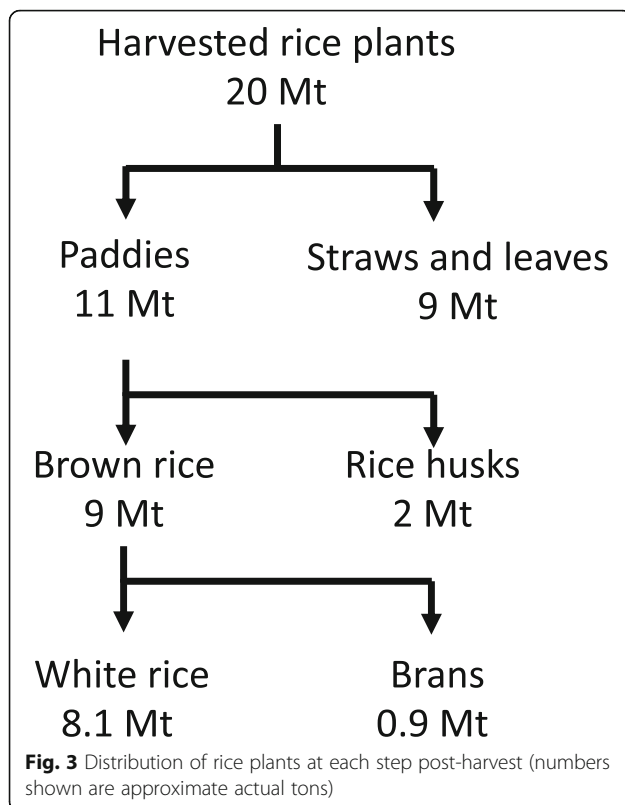 Harvested rice plants
20 Mt
Paddies
11 Mt
Straws and leaves
9 Mt
Brown rice
9 Mt
Rice husks
2 Mt
White rice
8.1 Mt
Brans
0.9 Mt
Fig. 3 Distribution of rice plants at each step post-harvest (numbers
shown are approximate actual tons)